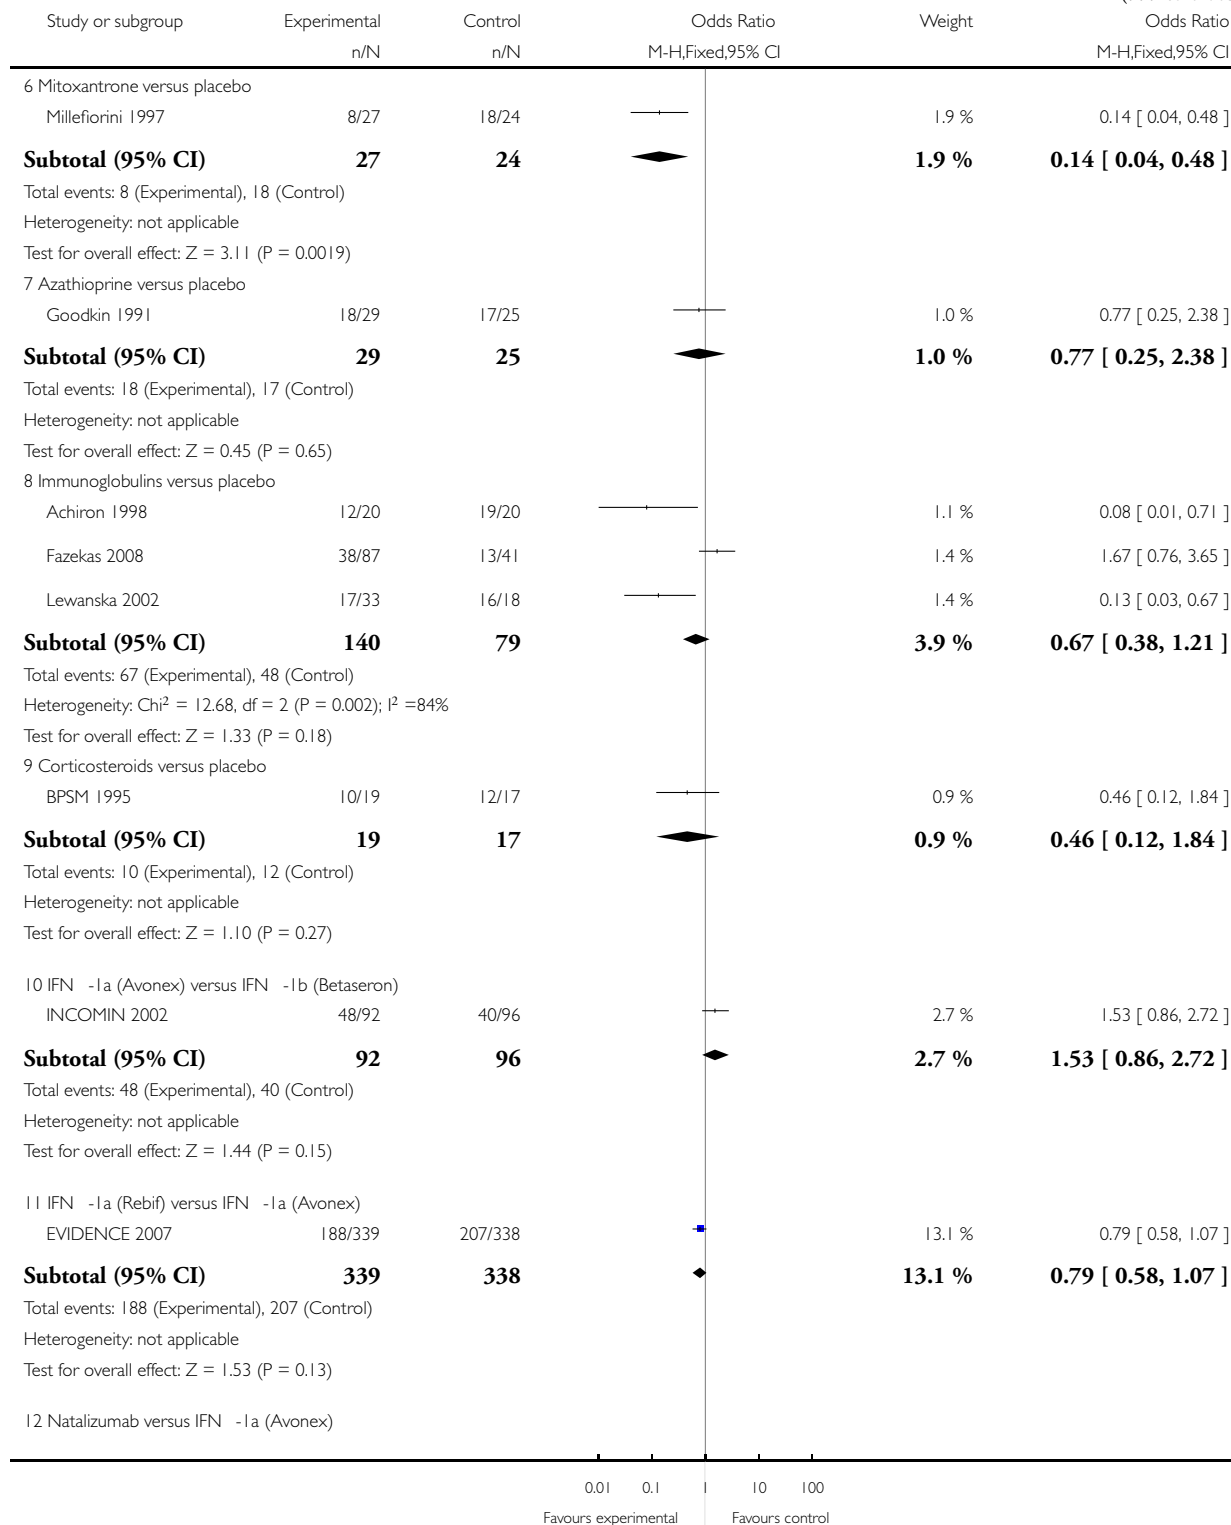 Study or subgroup Experimental Control Odds Ratio Weight Odds Ratio
n/N n/N M-H,Fixed,95% CI M-H,Fixed,95% CI
6 Mitoxantrone versus placebo
Millefiorini 1997 8/27 18/24 1.9 % 0.14 [ 0.04, 0.48 ]
Subtotal (95% CI) 27 24 1.9 % 0.14 [ 0.04, 0.48 ]
Total events: 8 (Experimental), 18 (Control)
Heterogeneity: not applicable
Test for overall effect: Z = 3.11 (P = 0.0019)
7 Azathioprine versus placebo
Goodkin 1991 18/29 17/25 1.0 % 0.77 [ 0.25, 2.38 ]
Subtotal (95% CI) 29 25 1.0 % 0.77 [ 0.25, 2.38 ]
Total events: 18 (Experimental), 17 (Control)
Heterogeneity: not applicable
Test for overall effect: Z = 0.45 (P = 0.65)
8 Immunoglobulins versus placebo
Achiron 1998 12/20 19/20 1.1 % 0.08 [ 0.01, 0.71 ]
Fazekas 2008 38/87 13/41 1.4 % 1.67 [ 0.76, 3.65 ]
Lewanska 2002 17/33 16/18 1.4 % 0.13 [ 0.03, 0.67 ]
Subtotal (95% CI) 140 79 3.9 % 0.67 [ 0.38, 1.21 ]
Total events: 67 (Experimental), 48 (Control)
Heterogeneity: Chi² = 12.68, df = 2 (P = 0.002); I² =84%
Test for overall effect: Z = 1.33 (P = 0.18)
9 Corticosteroids versus placebo
BPSM 1995 10/19 12/17 0.9 % 0.46 [ 0.12, 1.84 ]
Subtotal (95% CI) 19 17 0.9 % 0.46 [ 0.12, 1.84 ]
Total events: 10 (Experimental), 12 (Control)
Heterogeneity: not applicable
Test for overall effect: Z = 1.10 (P = 0.27)
10 IFN -1a (Avonex) versus IFN -1b (Betaseron)
INCOMIN 2002 48/92 40/96 2.7 % 1.53 [ 0.86, 2.72 ]
Subtotal (95% CI) 92 96 2.7 % 1.53 [ 0.86, 2.72 ]
Total events: 48 (Experimental), 40 (Control)
Heterogeneity: not applicable
Test for overall effect: Z = 1.44 (P = 0.15)
11 IFN -1a (Rebif) versus IFN -1a (Avonex)
EVIDENCE 2007 188/339 207/338 13.1 % 0.79 [ 0.58, 1.07 ]
Subtotal (95% CI) 339 338 13.1 % 0.79 [ 0.58, 1.07 ]
Total events: 188 (Experimental), 207 (Control)
Heterogeneity: not applicable
Test for overall effect: Z = 1.53 (P = 0.13)
12 Natalizumab versus IFN -1a (Avonex)
0.01 0.1 1 10 100
Favours experimental Favours control